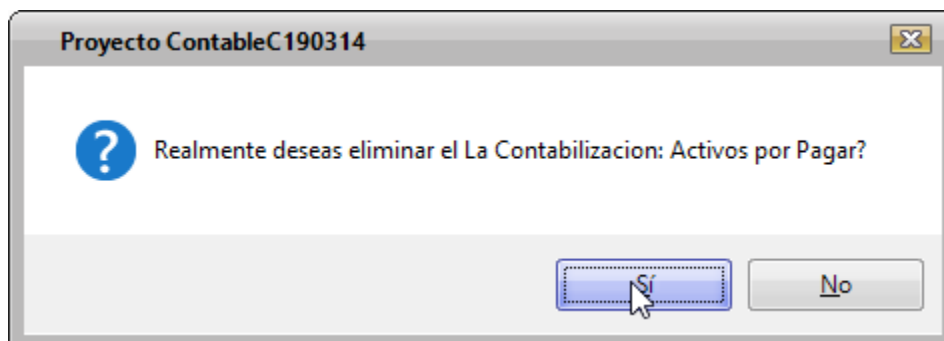 Proyecto ContableC190314
Realmente deseas eliminar el La Contabilizacion: Activos por Pagar?
Sí
No